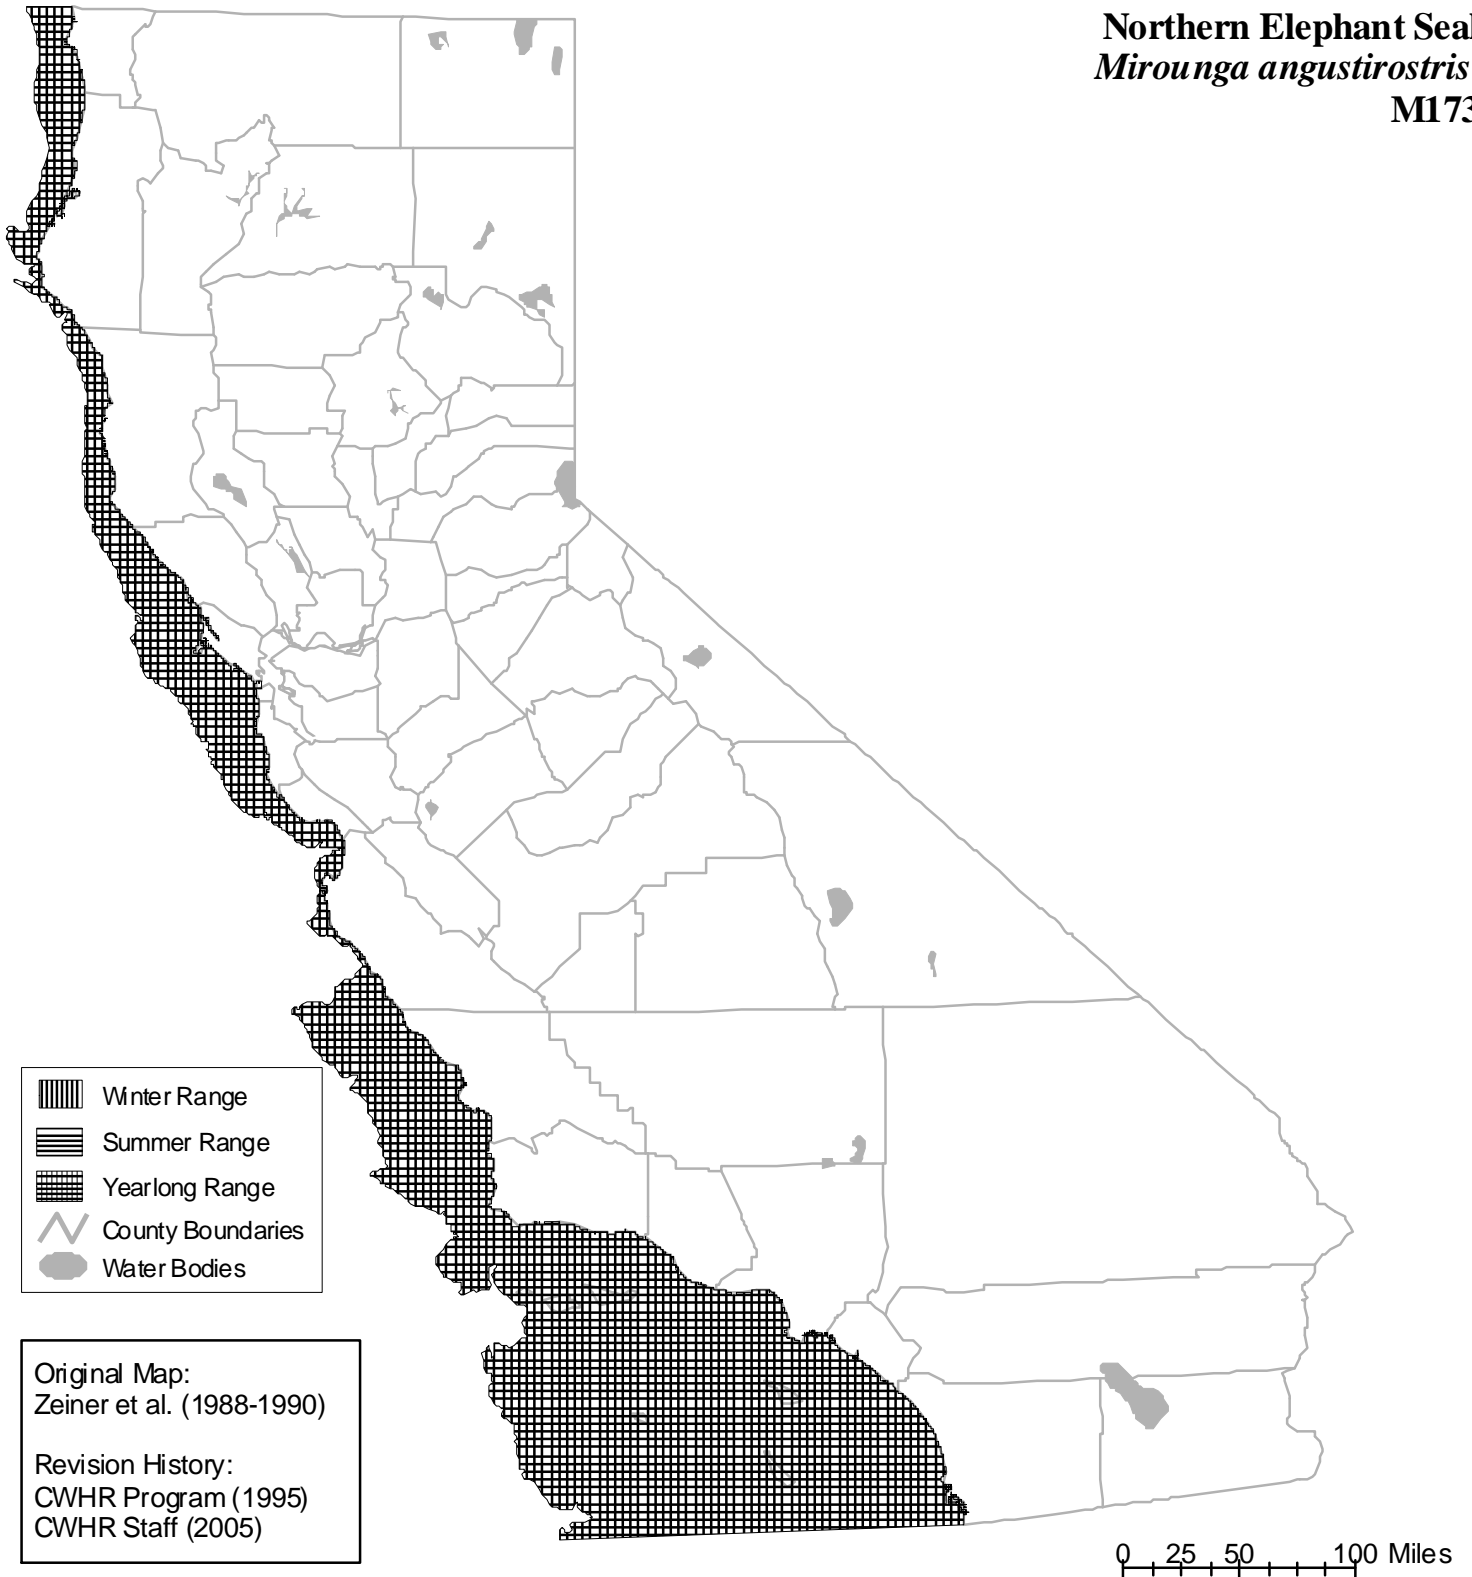 Northern Elephant Seal
Mirounga angustirostris
M173
Winter Range
Summer Range
Yearlong Range
County Boundaries
Water Bodies
Original Map:
Zeiner et al. (1988-1990)
Revision History:
CWHR Program (1995)
CWHR Staff (2005)
0 25 50 100 Miles